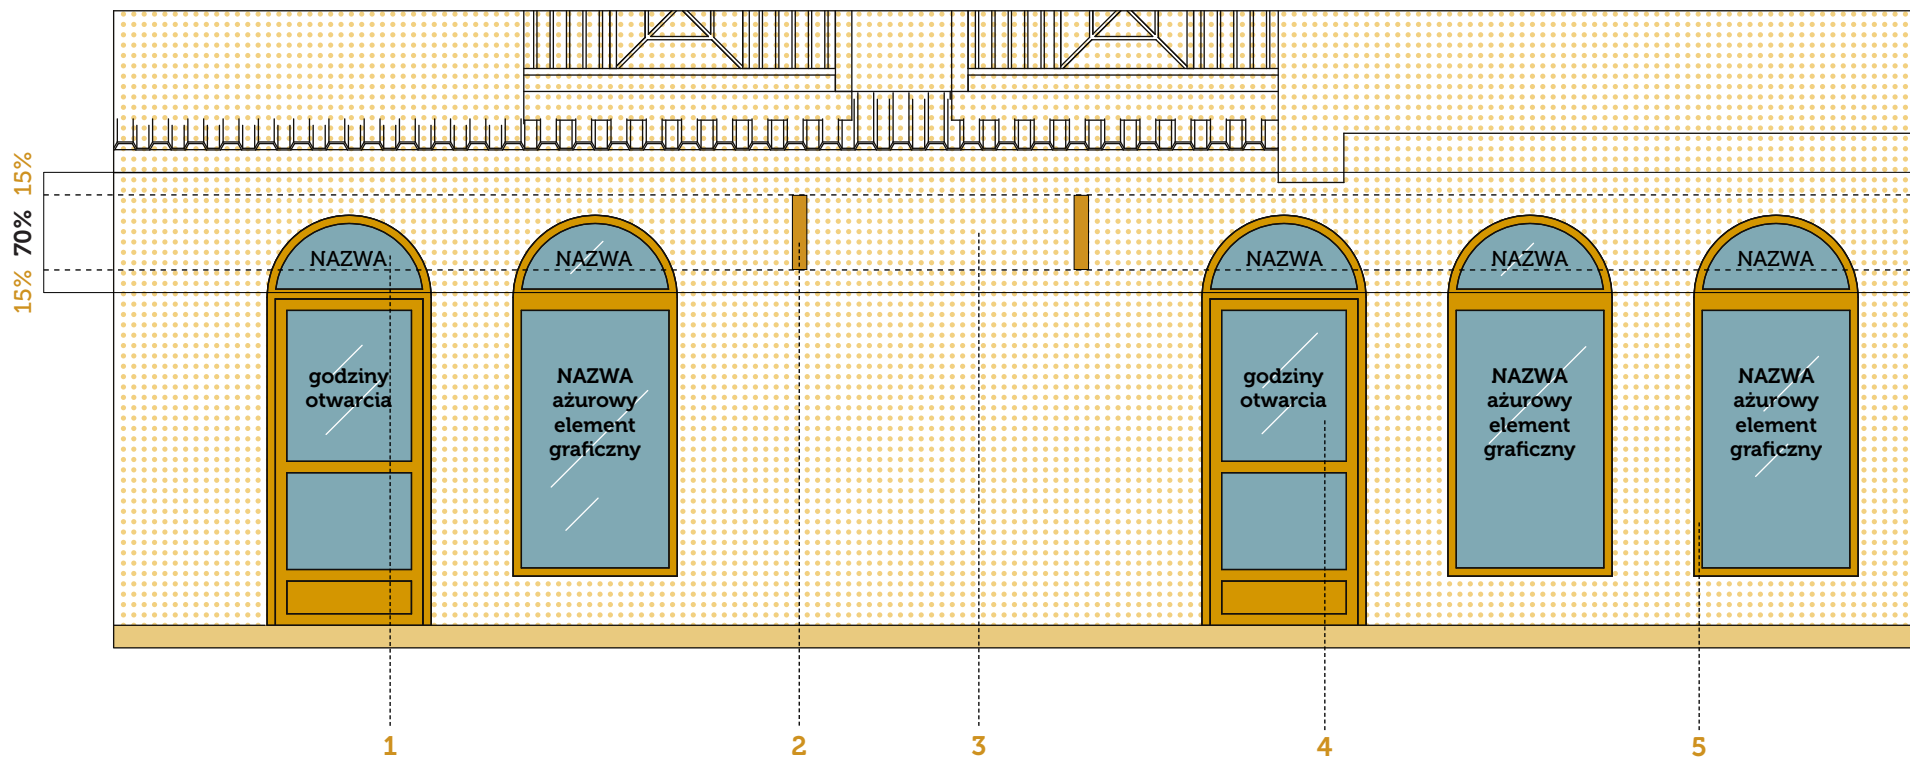 15%
70%
15%
NAZWA
NAZWA
NAZWA
NAZWA
NAZWA
godziny
otwarcia
NAZWA
ażurowy
element
graficzny
godziny
otwarcia
NAZWA
ażurowy
element
graficzny
NAZWA
ażurowy
element
graficzny
1
2
3
4
5